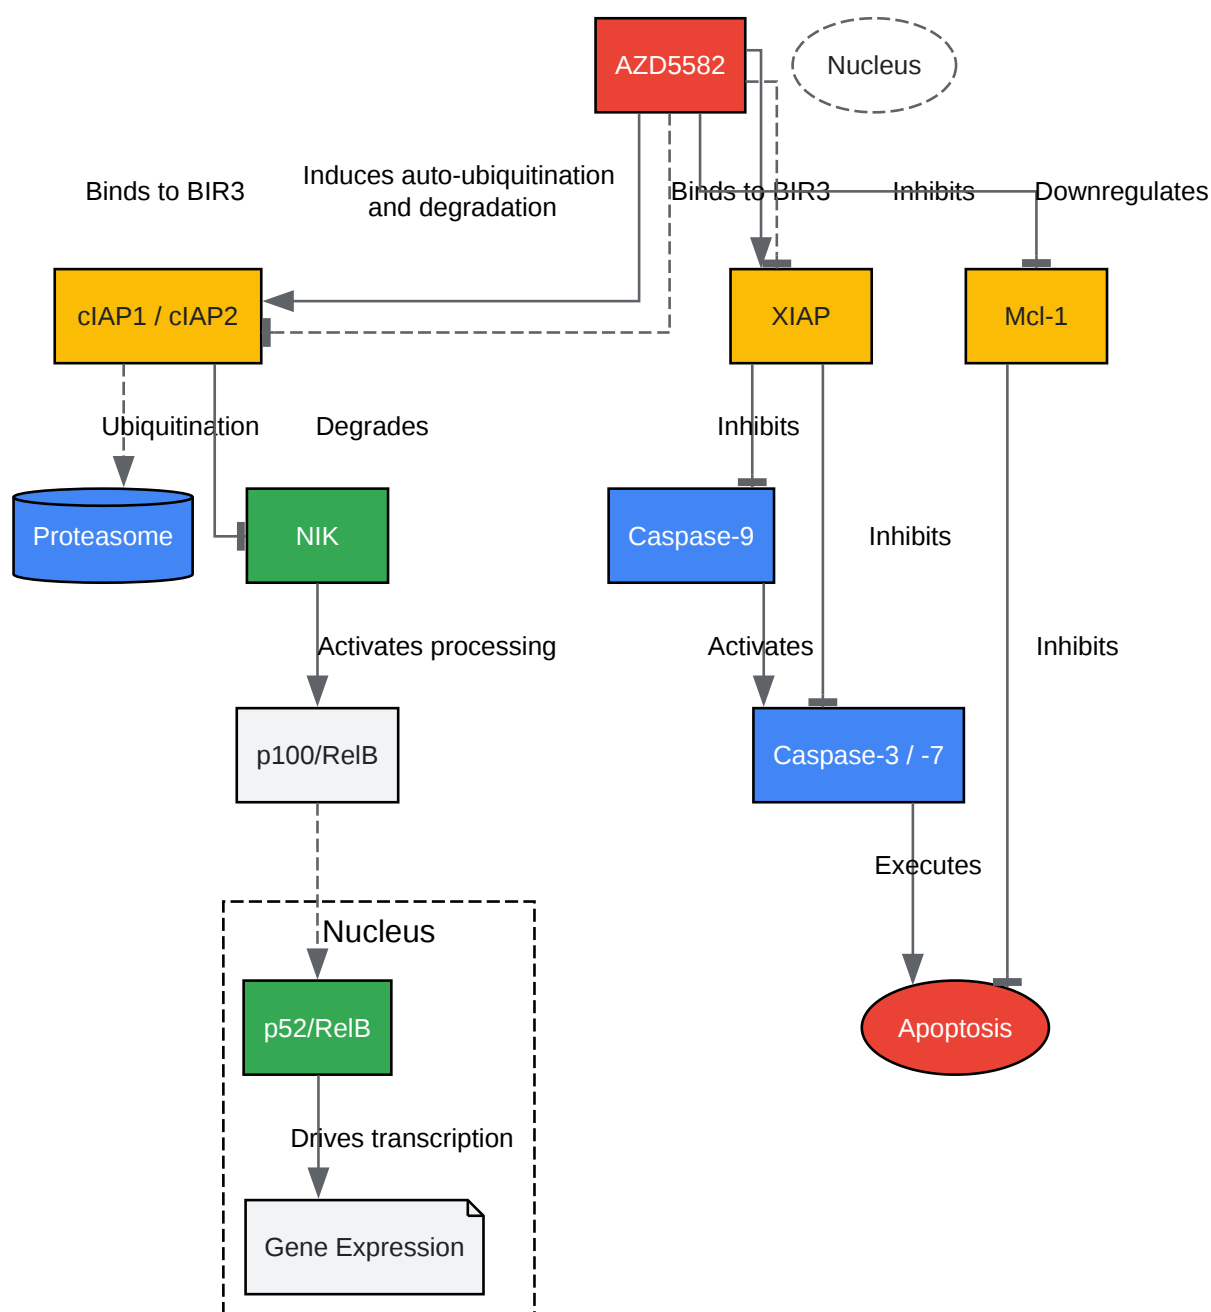 AZD5582
Nucleus
Binds to BIR3
Induces auto-ubiquitination
and degradation
Binds to BIR3
Inhibits
Downregulates
cIAP1 / cIAP2
XIAP
Mcl-1
Ubiquitination
Degrades
Inhibits
Proteasome
NIK
Caspase-9
Inhibits
Activates processing
Activates
Inhibits
p100/RelB
Caspase-3 / -7
Executes
Nucleus
p52/RelB
Apoptosis
Drives transcription
Gene Expression